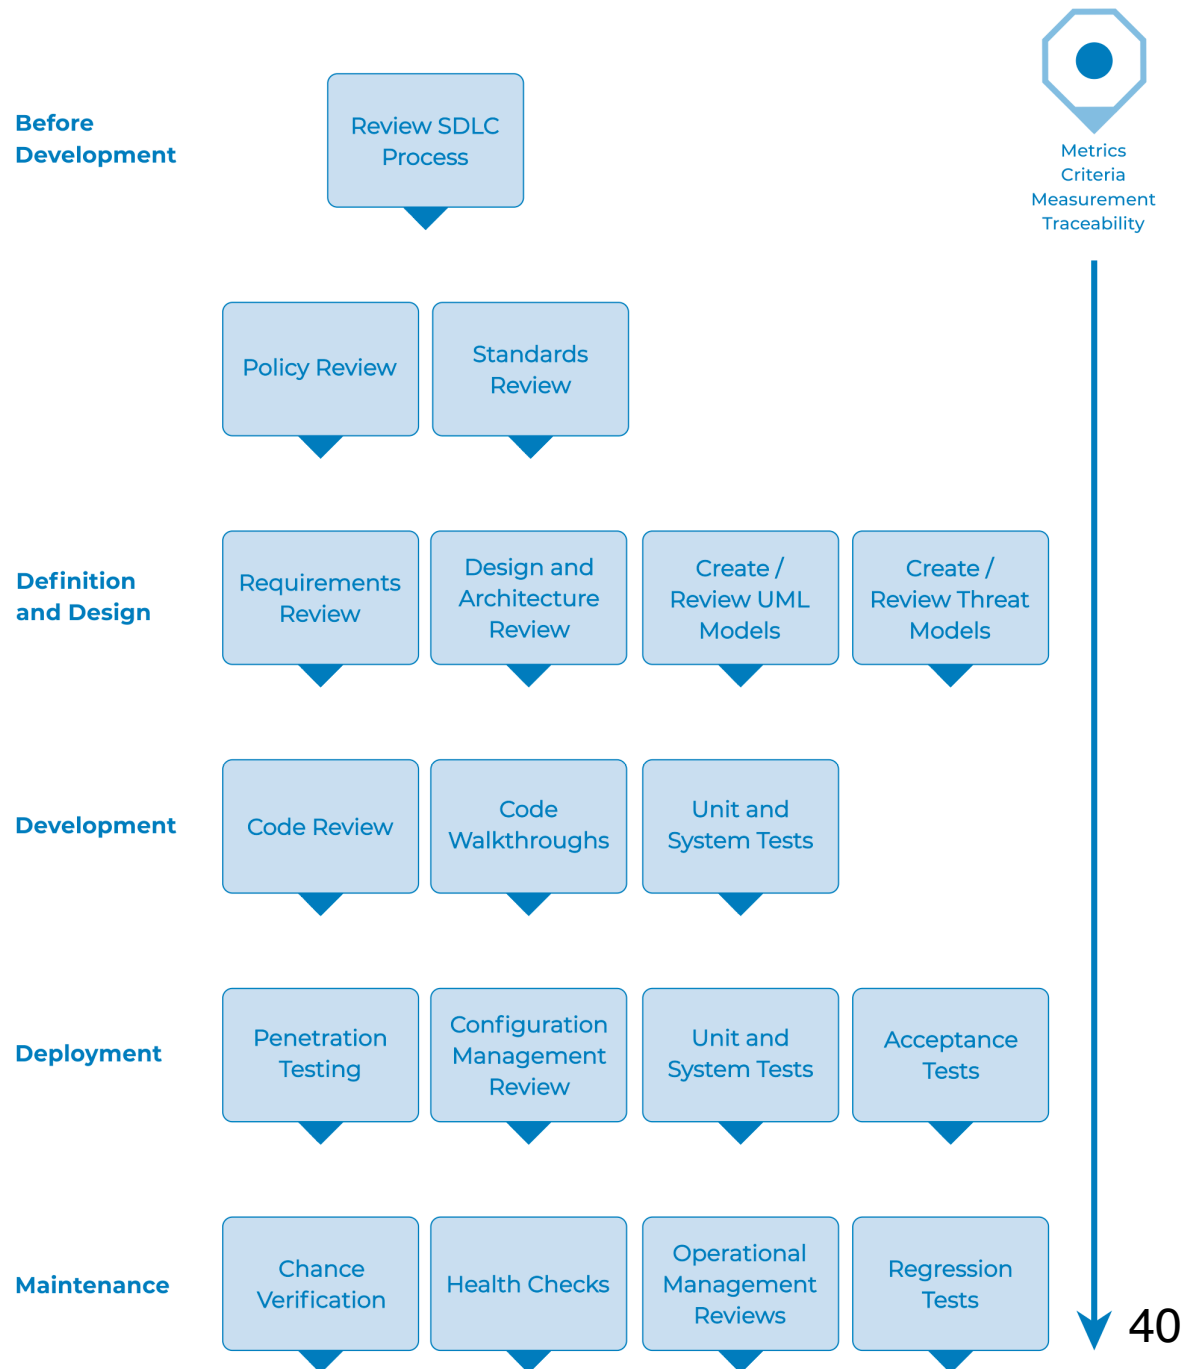 Before
Development
Review SDLC
Process
Metrics
Criteria
Measurement
Traceability
Policy Review
Standards
Review
Definition
and Design
Requirements
Review
Design and
Architecture
Review
Create /
Review UML
Models
Create /
Review Threat
Models
Development
Code Review
Code
Walkthroughs
Unit and
System Tests
Deployment
Penetration
Testing
Configuration
Management
Review
Unit and
System Tests
Acceptance
Tests
Maintenance
Chance
Verification
Health Checks
Operational
Management
Reviews
Regression
Tests
40